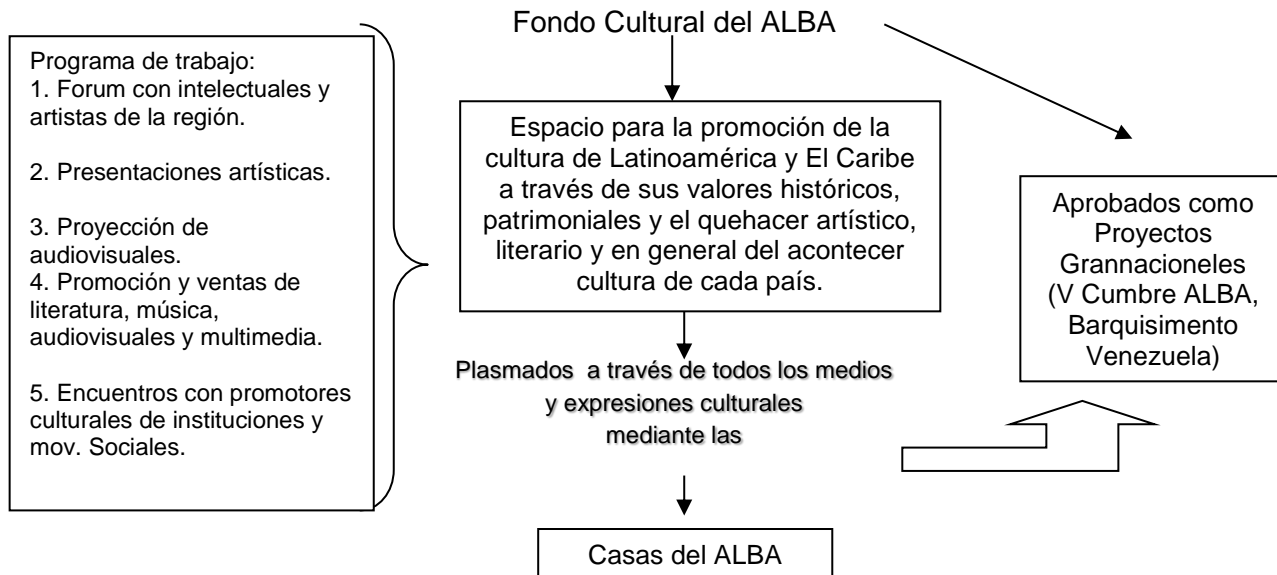 Fondo Cultural del ALBA
Programa de trabajo:
1. Forum con intelectuales y
artistas de la región.
2. Presentaciones artísticas.
3. Proyección de
audiovisuales.
4. Promoción y ventas de
literatura, música,
audiovisuales y multimedia.
5. Encuentros con promotores
culturales de instituciones y
mov. Sociales.
Espacio para la promoción de la
cultura de Latinoamérica y El Caribe
a través de sus valores históricos,
patrimoniales y el quehacer artístico,
literario y en general del acontecer
cultura de cada país.
Aprobados como
Proyectos
Grannacioneles
(V Cumbre ALBA,
Barquisimento
Venezuela)
Plasmados a través de todos los medios
y expresiones culturales
mediante las
Casas del ALBA